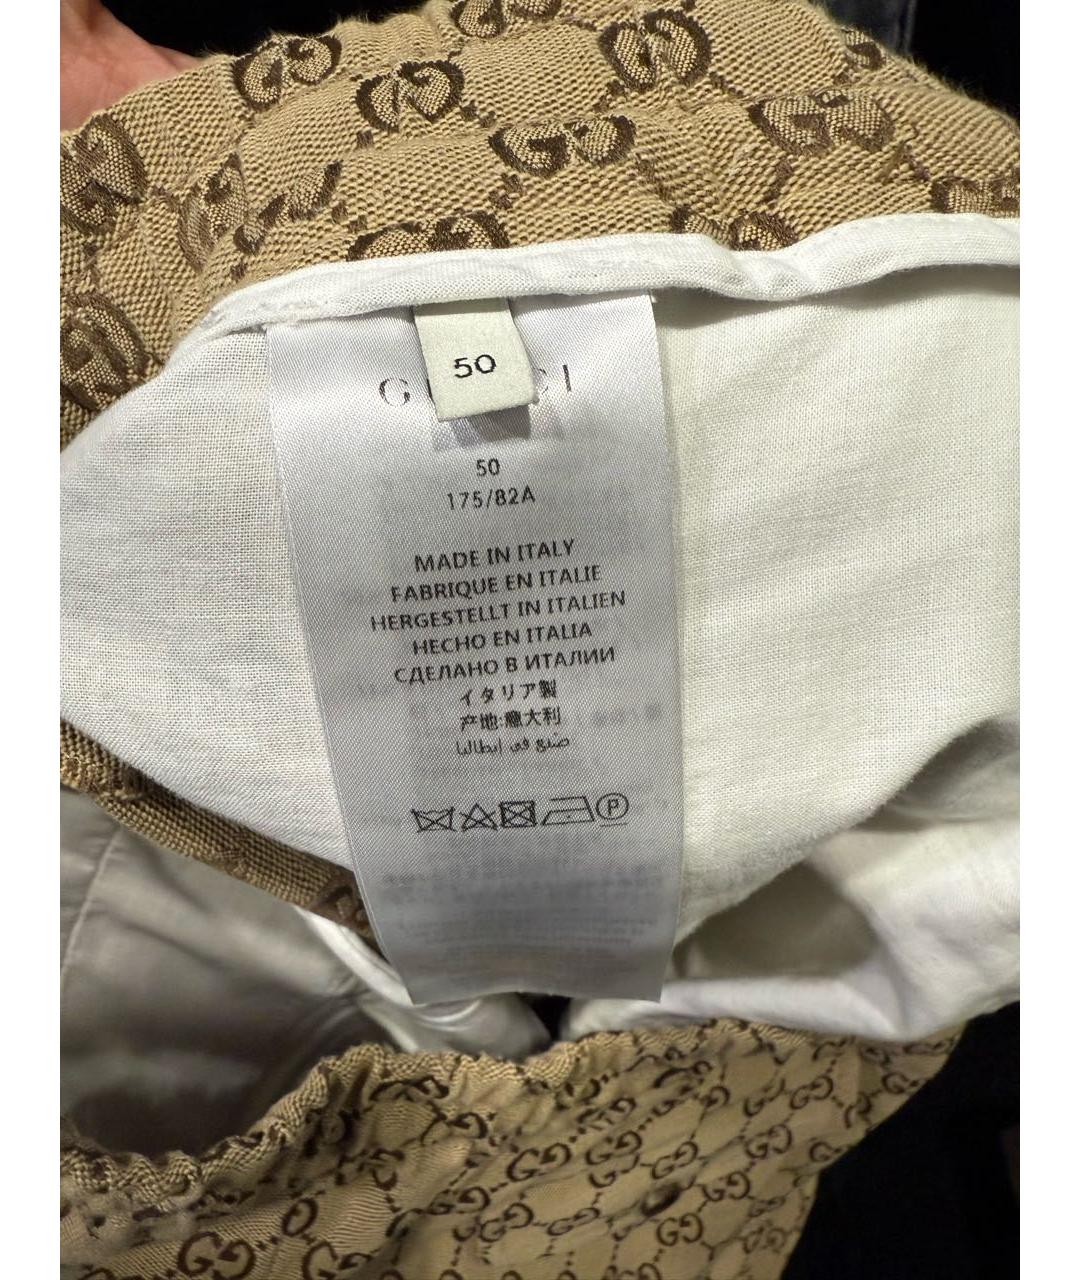 50
50
175/82A
MADE IN ITALY
FABRIQUE EN ITALIE
HERGESTELLT IN ITALIEN
HECHO EN ITALIA
СДЕЛАНО В ИТАЛИИ
イタリア製
产地:意大利
صنع في إيطاليا
P